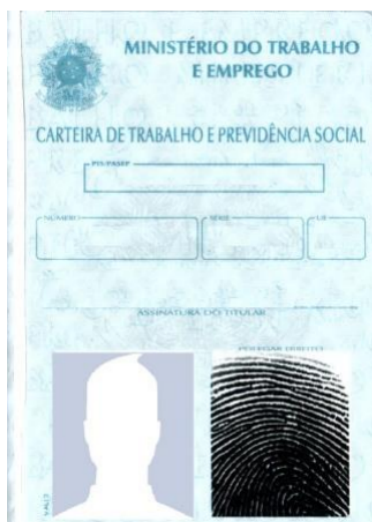 MINISTÉRIO DO TRABALHO
E EMPREGO
CARTEIRA DE TRABALHO E PREVIDÊNCIA SOCIAL
PIS/PASEP
NÚMERO SÉRIE UF
ASSINATURA DO TITULAR
POLEGAR DIREITO